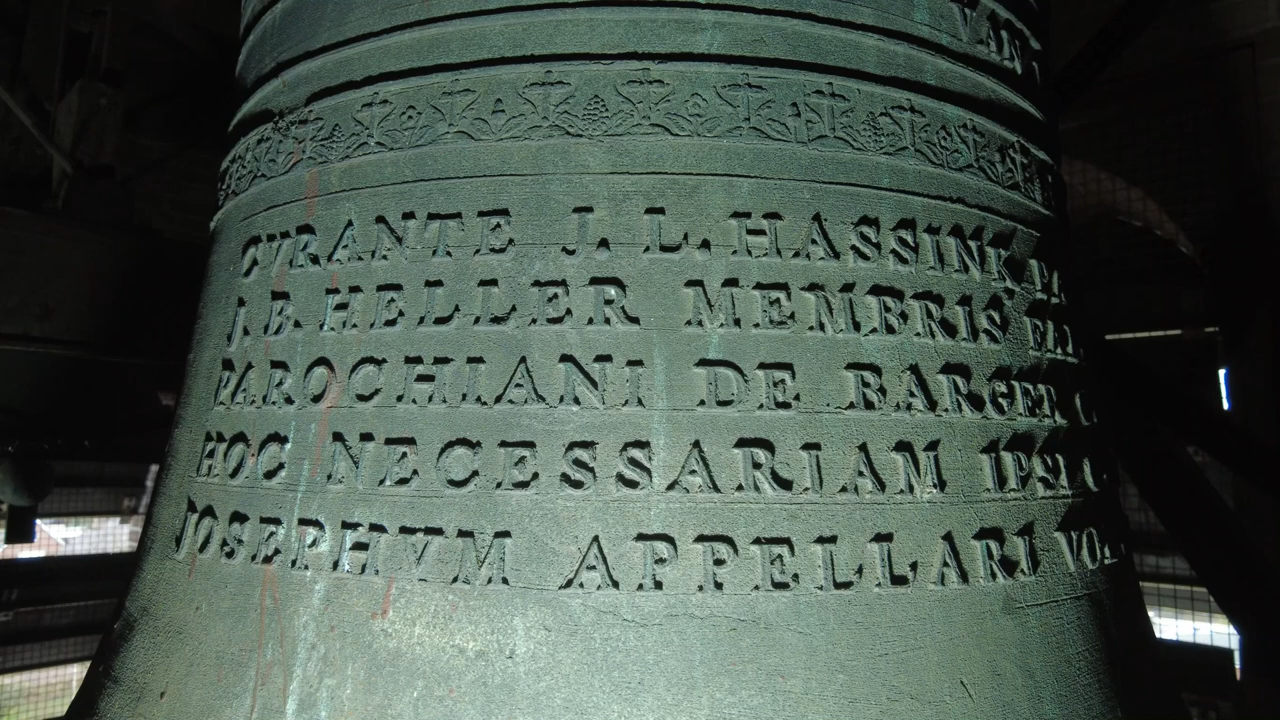 VAN
CVRANTE J. L. HASSINK
J. B. HELLER MEMBRIS
PAROCHIANI DE BARGER
HOC NECESSARIAM IPSI
JOSEPHVM APPELLARI